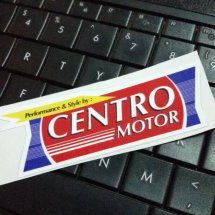 Performance & Style by :
CENTRO
MOTOR